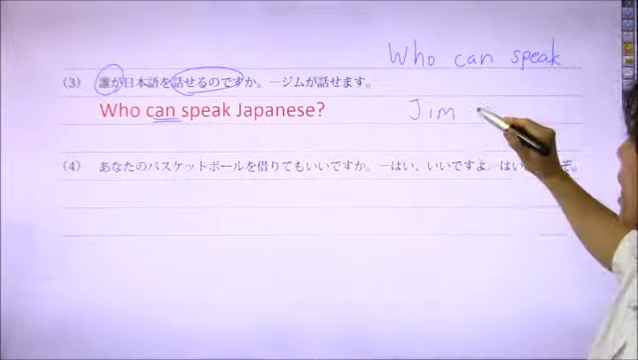 Who can speak
(3) 誰が日本語を話せるのですか。―ジムが話せます。
Who can speak Japanese?
Jim
(4) あなたのバスケットボールを借りてもいいですか。―はい、いいですよ。―はい